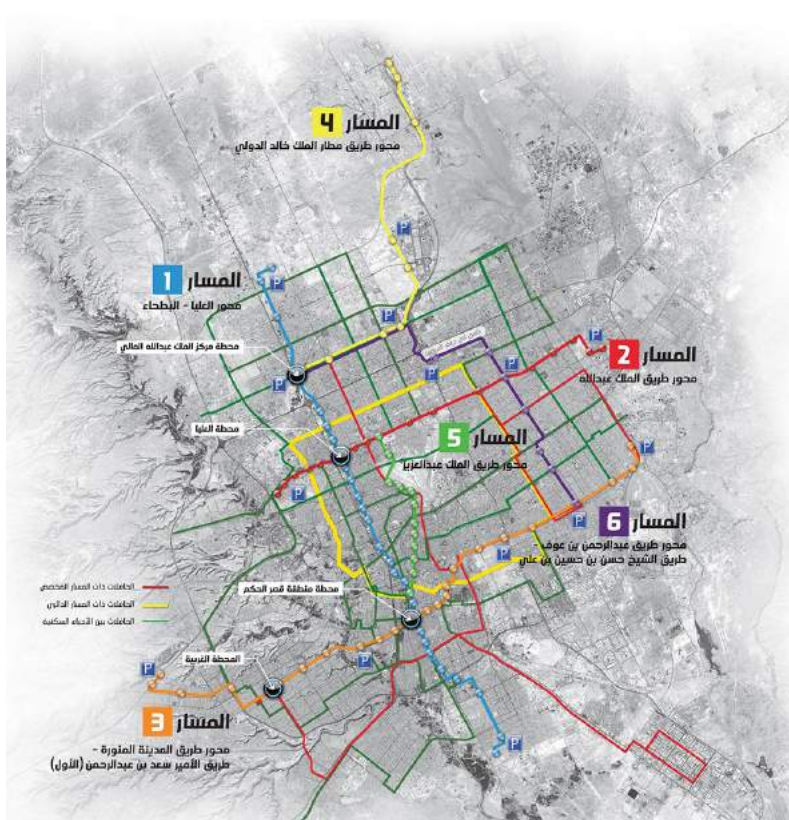 المسار 4
محور طريق مطار الملك خالد الدولي
P
P
المسار 1
محور العليا - البطحاء
P
P
محطة مركز الملك عبدالله المالي
المسار 2
محور طريق الملك عبدالله
P
P
P
P
محطة العليا
المسار 5
محور طريق الملك عبدالعزيز
P
P
المسار 6
محور طريق عبدالرحمن بن عوف -
طريق الشيخ حسن بن حسين بن علي
P
P
محطة منطقة قصر الحكم
الحافلات ذات المسار المخصص
الحافلات ذات المسار الدائري
الحافلات بين الأحياء السكنية
المحطة الغربية
P
P
المسار 3
محور طريق المدينة المنورة -
طريق الأمير سعد بن عبدالرحمن (الأول)
P